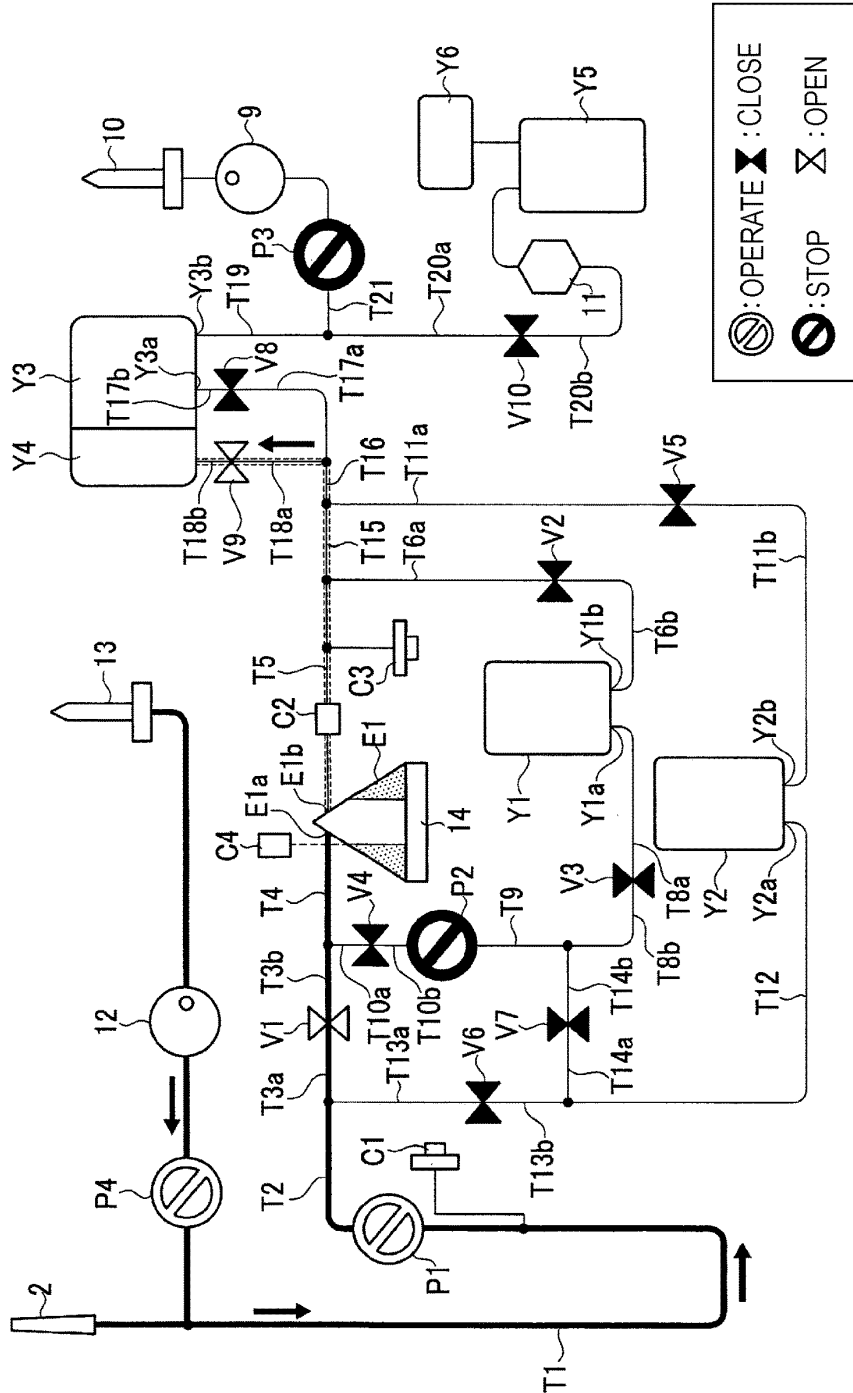 2
P4
12
13
T1
P1
C1
T2
T3a
V1
T3b
T4
C4
E1a
E1b
E1
14
C2
T5
C3
T15
T16
T13a
V6
T13b
T10a
V4
T10b
P2
T9
T14a
V7
T14b
T8b
V3
T8a
Y1a
Y1
Y1b
T6b
V2
T6a
T12
Y2a
Y2
Y2b
T11b
V5
T11a
T18b
V9
T18a
Y4
Y3
T17b
Y3a
V8
T17a
Y3b
T19
T21
P3
9
10
T20a
V10
T20b
11
Y6
Y5
:OPERATE
:CLOSE
:STOP
:OPEN